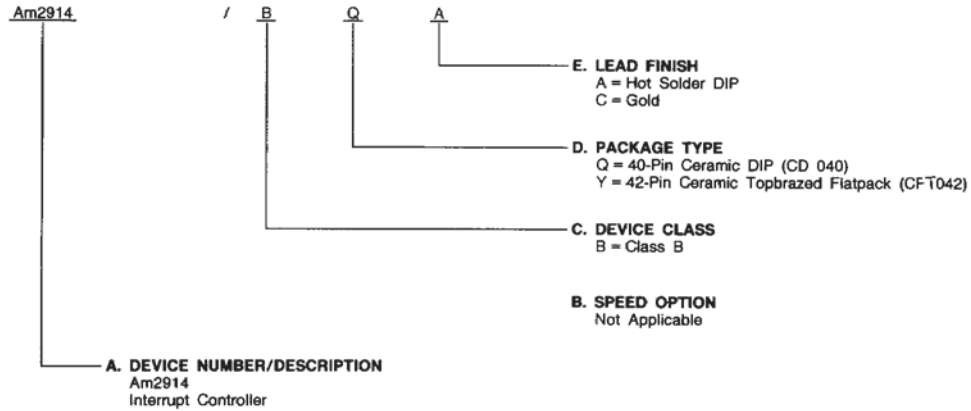 Am2914 / B Q A
E. LEAD FINISH
A = Hot Solder DIP
C = Gold
D. PACKAGE TYPE
Q = 40-Pin Ceramic DIP (CD 040)
Y = 42-Pin Ceramic Topbrazed Flatpack (CFT042)
C. DEVICE CLASS
B = Class B
B. SPEED OPTION
Not Applicable
A. DEVICE NUMBER/DESCRIPTION
Am2914
Interrupt Controller